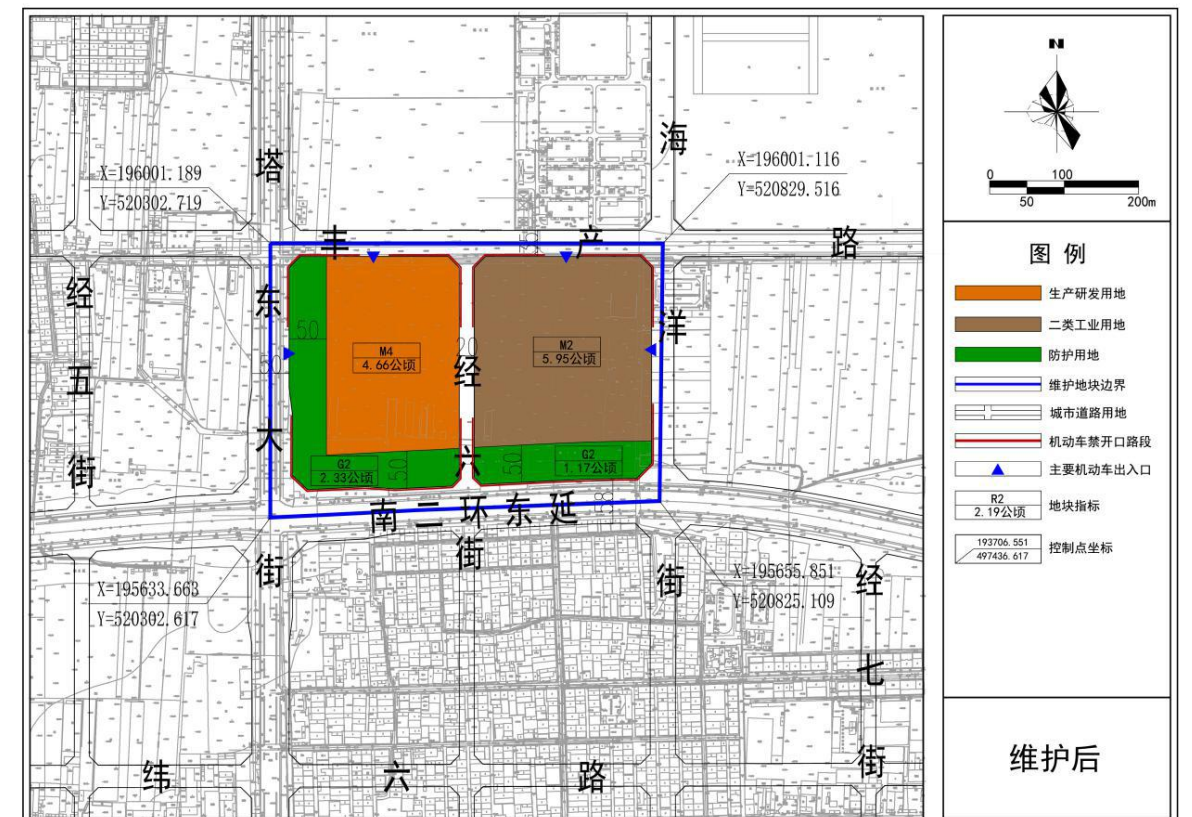 N
0 100
50 200m
图例
生产研发用地
二类工业用地
防护用地
维护地块边界
城市道路用地
机动车禁开口路段
主要机动车出入口
R2
2.19公顷
地块指标
193706.551
497436.617
控制点坐标
维护后
X=196001.189
Y=520302.719
X=196001.116
Y=520829.516
X=195633.663
Y=520302.617
X=195655.851
Y=520825.109
丰产路
塔东大街
海洋街
经五街
经六街
经七街
南二环东延
纬六路
M4
4.66公顷
M2
5.95公顷
G2
2.33公顷
G2
1.17公顷
50
50
50
50
20
58